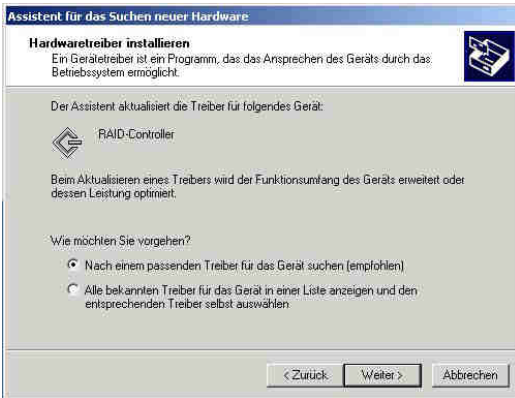 Assistent für das Suchen neuer Hardware
Hardwaretreiber installieren
Ein Gerätetreiber ist ein Programm, das das Ansprechen des Geräts durch das
Betriebssystem ermöglicht.
Der Assistent aktualisiert die Treiber für folgendes Gerät:
RAID-Controller
Beim Aktualisieren eines Treibers wird der Funktionsumfang des Geräts erweitert oder
dessen Leistung optimiert.
Wie möchten Sie vorgehen?
Nach einem passenden Treiber für das Gerät suchen (empfohlen)
Alle bekannten Treiber für das Gerät in einer Liste anzeigen und den
entsprechenden Treiber selbst auswählen
< Zurück Weiter > Abbrechen